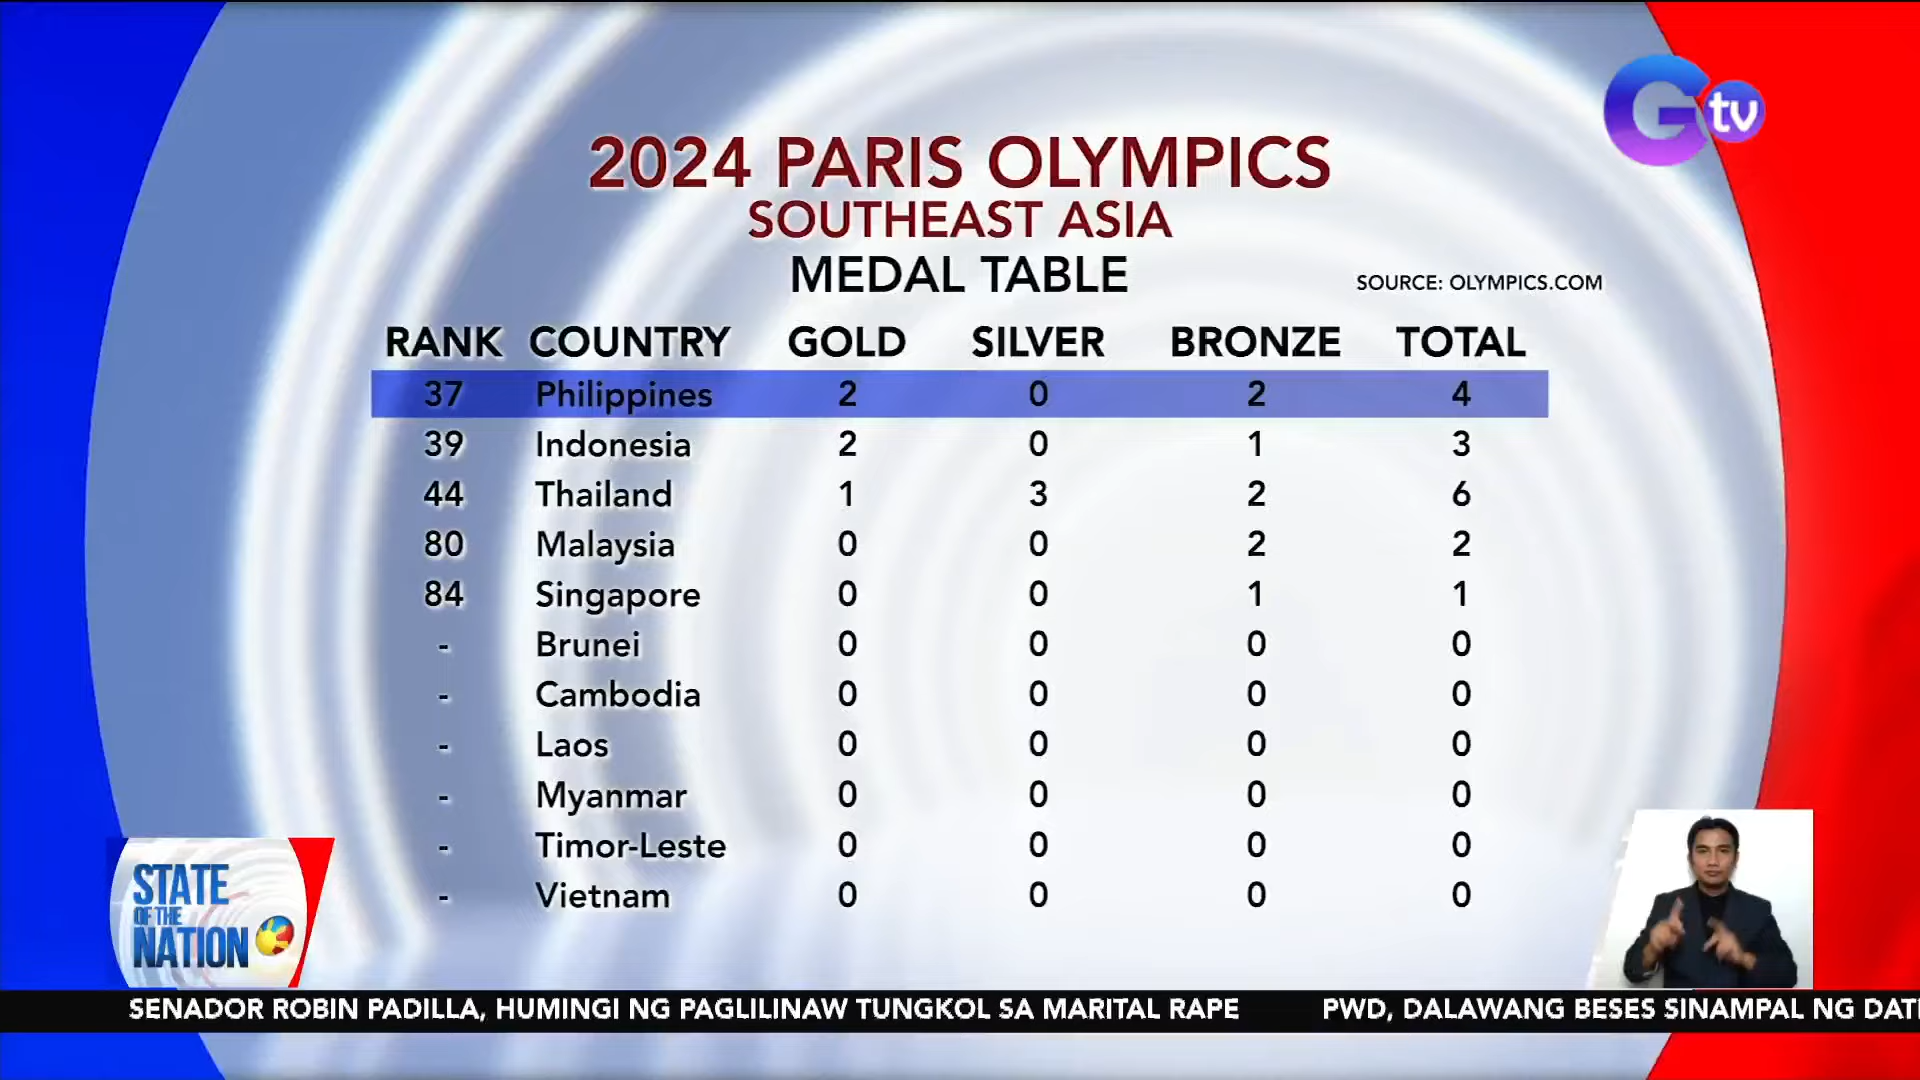 G tv
2024 PARIS OLYMPICS
SOUTHEAST ASIA
MEDAL TABLE
SOURCE: OLYMPICS.COM
RANK COUNTRY GOLD SILVER BRONZE TOTAL
37 Philippines 2 0 2 4
39 Indonesia 2 0 1 3
44 Thailand 1 3 2 6
80 Malaysia 0 0 2 2
84 Singapore 0 0 1 1
- Brunei 0 0 0 0
- Cambodia 0 0 0 0
- Laos 0 0 0 0
- Myanmar 0 0 0 0
- Timor-Leste 0 0 0 0
- Vietnam 0 0 0 0
STATE
OF THE
NATION
SENADOR ROBIN PADILLA, HUMINGI NG PAGLILINAW TUNGKOL SA MARITAL RAPE PWD, DALAWANG BESES SINAMPAL NG DATI